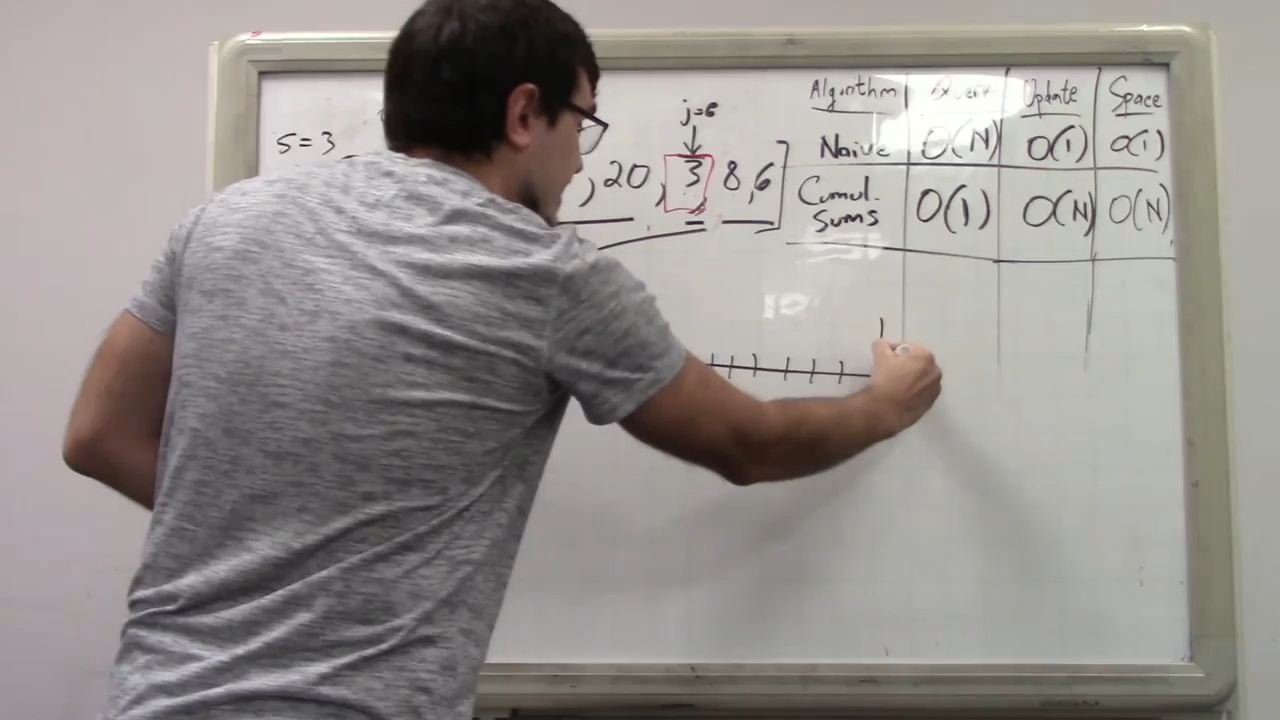 j=6
S=3
, 20, 3 8, 6]
Algorithm Query Update Space
Naive O(N) O(1) O(1)
Cumul. Sums O(1) O(N) O(N)